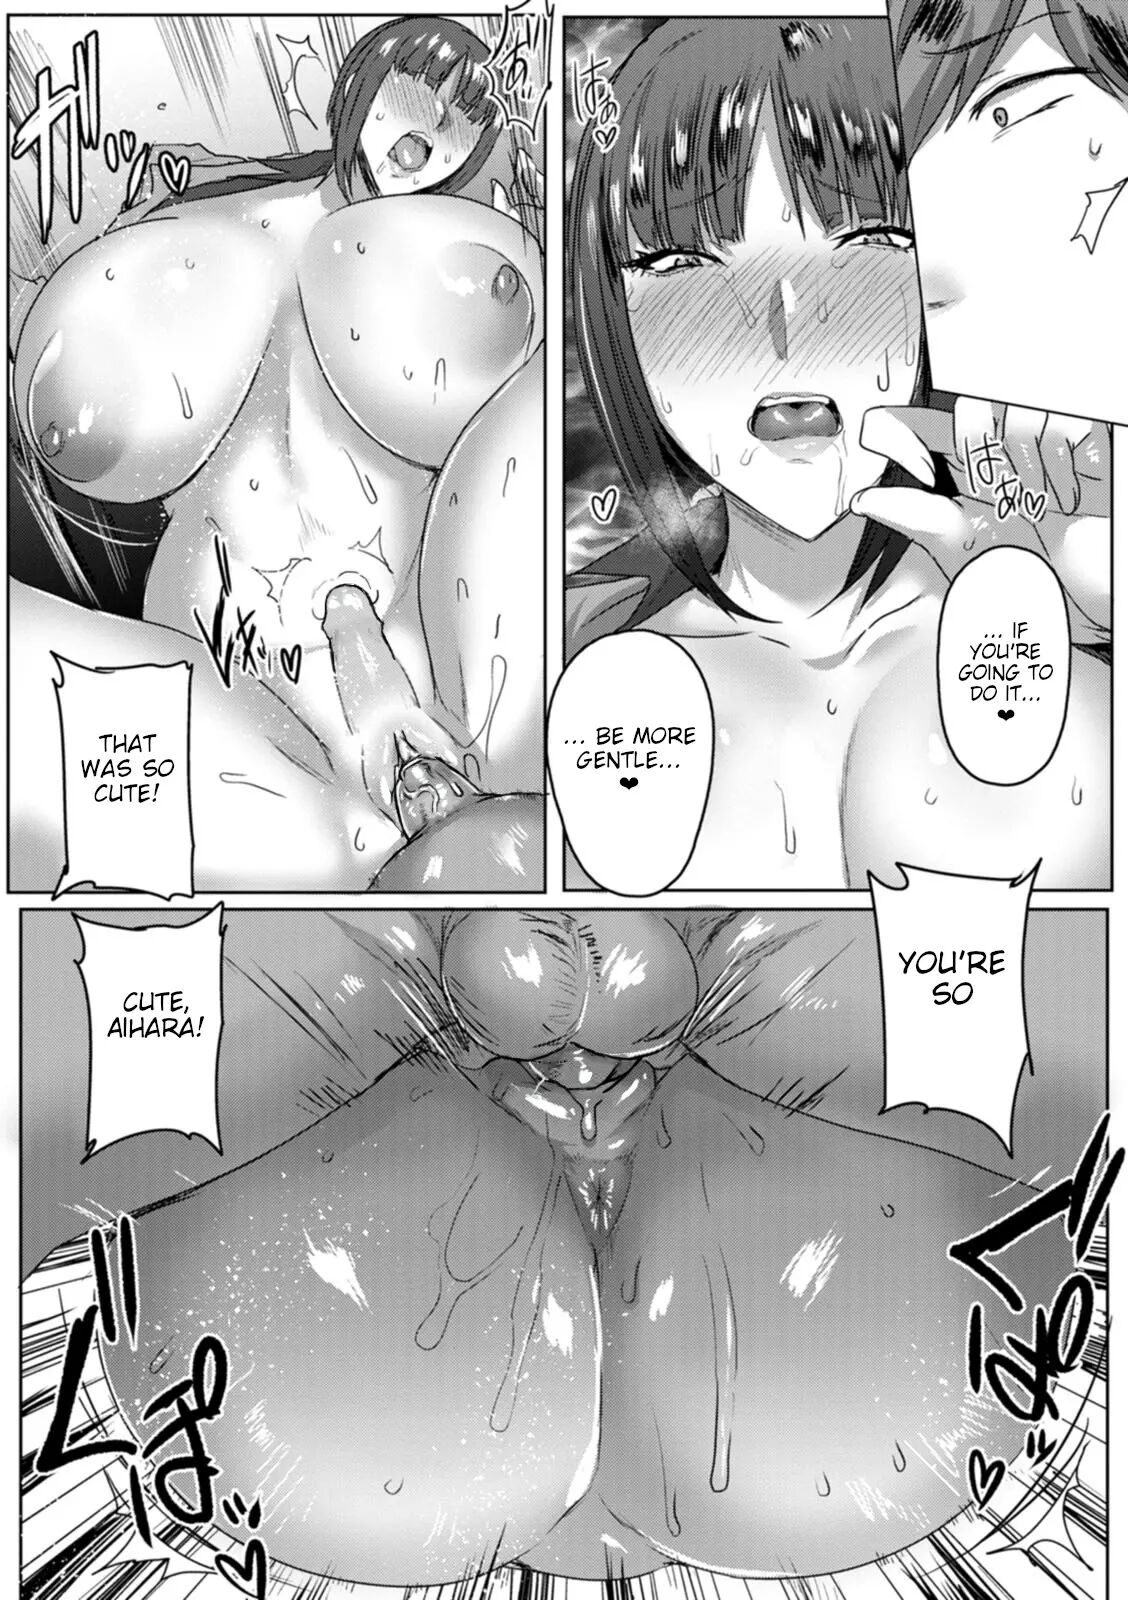 ... IF
YOU'RE
GOING TO
DO IT...
❤
... BE MORE
GENTLE...
❤
はぁ
はぁ
THAT
WAS SO
CUTE!
YOU'RE
SO
CUTE,
AIHARA!